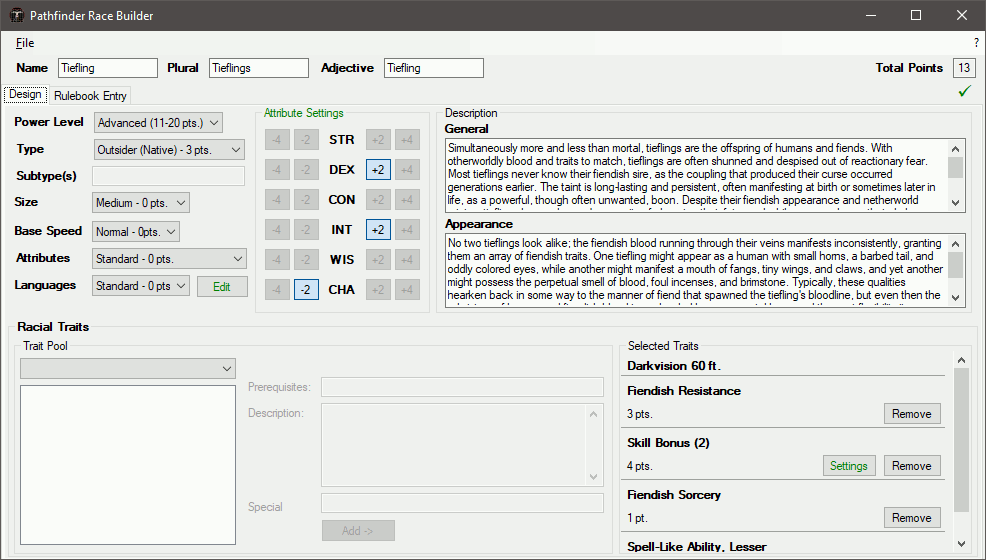 Pathfinder Race Builder
File
?
Name Tiefling Plural Tieflings Adjective Tiefling Total Points 13
Design Rulebook Entry
Power Level Advanced (11-20 pts.)
Type Outsider (Native) - 3 pts.
Subtype(s)
Size Medium - 0 pts.
Base Speed Normal - 0pts.
Attributes Standard - 0 pts.
Languages Standard - 0 pts Edit
Attribute Settings
-4 -2 STR +2 +4
-4 -2 DEX +2 +4
-4 -2 CON +2 +4
-4 -2 INT +2 +4
-4 -2 WIS +2 +4
-4 -2 CHA +2 +4
Description
General
Simultaneously more and less than mortal, tieflings are the offspring of humans and fiends. With
otherworldly blood and traits to match, tieflings are often shunned and despised out of reactionary fear.
Most tieflings never know their fiendish sire, as the coupling that produced their curse occurred
generations earlier. The taint is long-lasting and persistent, often manifesting at birth or sometimes later in
life, as a powerful, though often unwanted, boon. Despite their fiendish appearance and netherworld
Appearance
No two tieflings look alike; the fiendish blood running through their veins manifests inconsistently, granting
them an array of fiendish traits. One tiefling might appear as a human with small horns, a barbed tail, and
oddly colored eyes, while another might manifest a mouth of fangs, tiny wings, and claws, and yet another
might possess the perpetual smell of blood, foul incenses, and brimstone. Typically, these qualities
hearken back in some way to the manner of fiend that spawned the tiefling's bloodline, but even then the
Racial Traits
Trait Pool
Prerequisites:
Description:
Special
Add ->
Selected Traits
Darkvision 60 ft.
Fiendish Resistance
3 pts. Remove
Skill Bonus (2)
4 pts. Settings Remove
Fiendish Sorcery
1 pt. Remove
Spell-Like Ability, Lesser